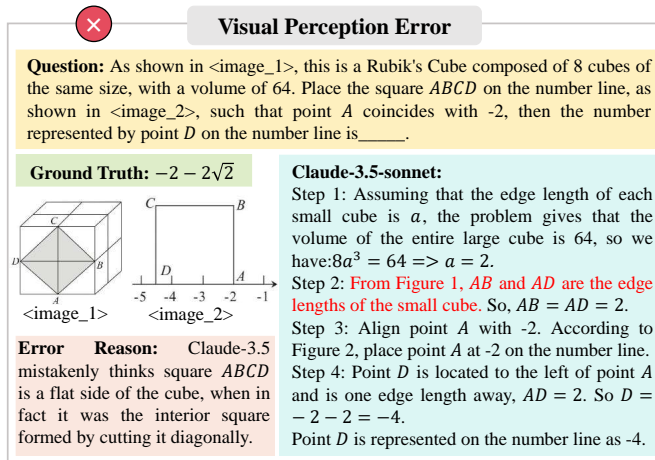 Visual Perception Error
Question: As shown in <image_1>, this is a Rubik's Cube composed of 8 cubes of
the same size, with a volume of 64. Place the square ABCD on the number line, as
shown in <image_2>, such that point A coincides with -2, then the number
represented by point D on the number line is_____.
Ground Truth: −2 − 2√2
C
D
B
A
<image_1>
C
B
D
A
-5 -4 -3 -2 -1
<image_2>
Error Reason: Claude-3.5
mistakenly thinks square ABCD
is a flat side of the cube, when in
fact it was the interior square
formed by cutting it diagonally.
Claude-3.5-sonnet:
Step 1: Assuming that the edge length of each
small cube is a, the problem gives that the
volume of the entire large cube is 64, so we
have:8a³ = 64 => a = 2.
Step 2: From Figure 1, AB and AD are the edge
lengths of the small cube. So, AB = AD = 2.
Step 3: Align point A with -2. According to
Figure 2, place point A at -2 on the number line.
Step 4: Point D is located to the left of point A
and is one edge length away, AD = 2. So D =
− 2 − 2 = −4.
Point D is represented on the number line as -4.